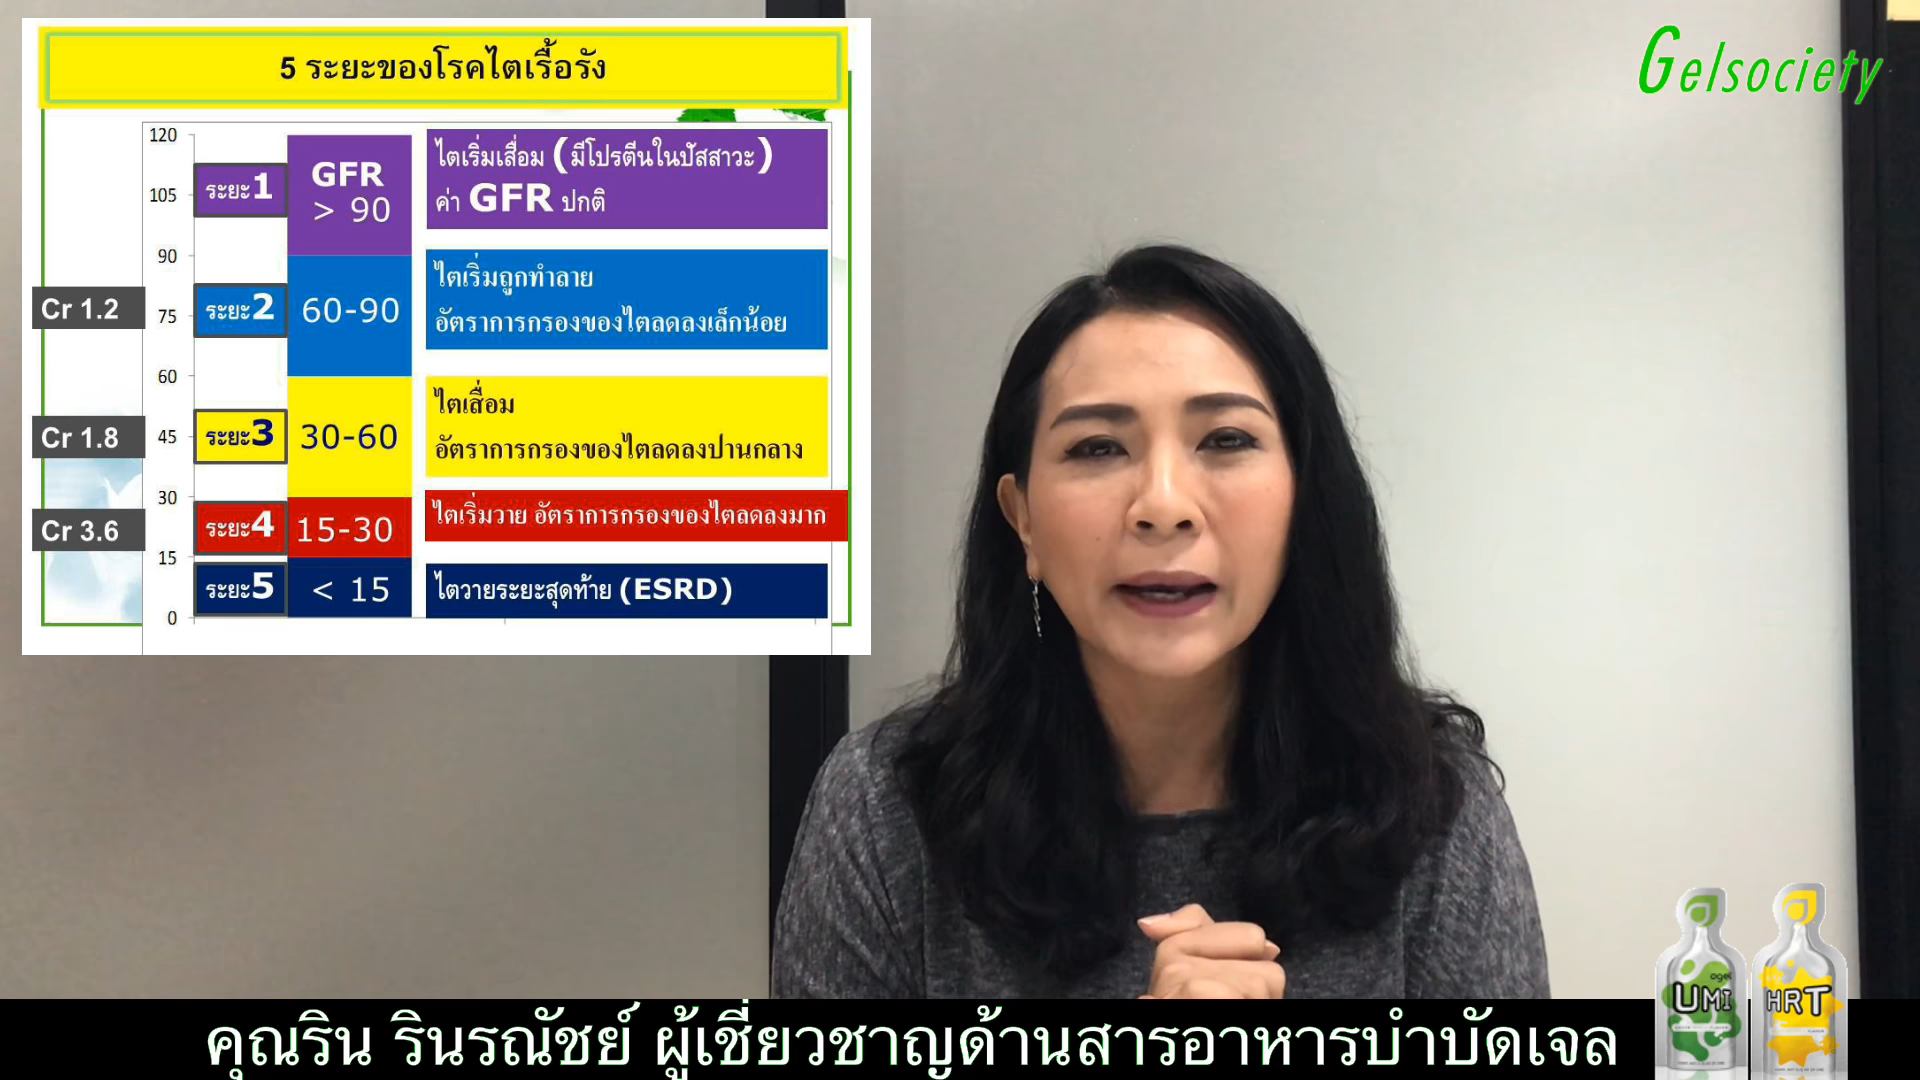 5 ระยะของโรคไตเรื้อรัง
Gelsociety
120
105
90
75
60
45
30
15
0
ระยะ1
GFR
> 90
ไตเริ่มเสื่อม (มีโปรตีนในปัสสาวะ)
ค่า GFR ปกติ
Cr 1.2
ระยะ2
60-90
ไตเริ่มถูกทำลาย
อัตราการกรองของไตลดลงเล็กน้อย
Cr 1.8
ระยะ3
30-60
ไตเสื่อม
อัตราการกรองของไตลดลงปานกลาง
Cr 3.6
ระยะ4
15-30
ไตเริ่มวาย อัตราการกรองของไตลดลงมาก
ระยะ5
< 15
ไตวายระยะสุดท้าย (ESRD)
agel
UMI
HRT
คุณริน รินรณัชย์ ผู้เชี่ยวชาญด้านสารอาหารบำบัดเจล